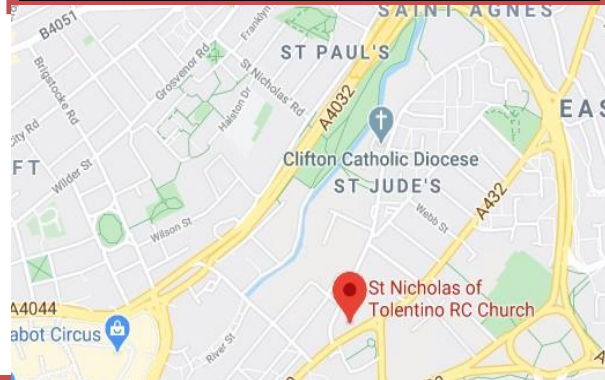 SAINT AGNES
B4051
Franklyn
ST PAUL'S
Grosvenor Rd
St Nicholas' Rd
Brigstocke Rd
Halston Dr
A4032
City Rd
FT
Wilder St
Clifton Catholic Diocese
ST JUDE'S
EAS
Webb St
A432
Wilson St
St Nicholas of
Tolentino RC Church
A4044
abot Circus
River St